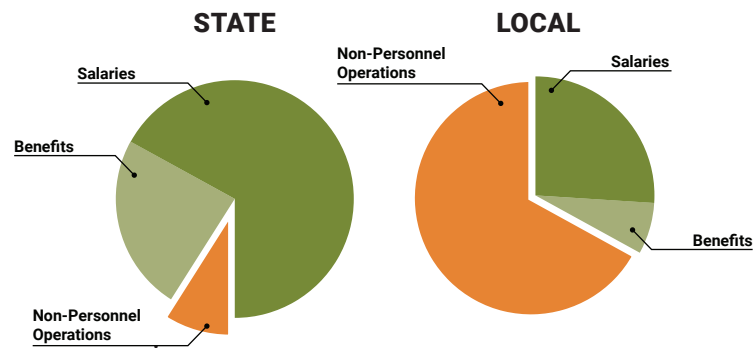 STATE
Salaries
Benefits
Non-Personnel
Operations
LOCAL
Non-Personnel
Operations
Salaries
Benefits